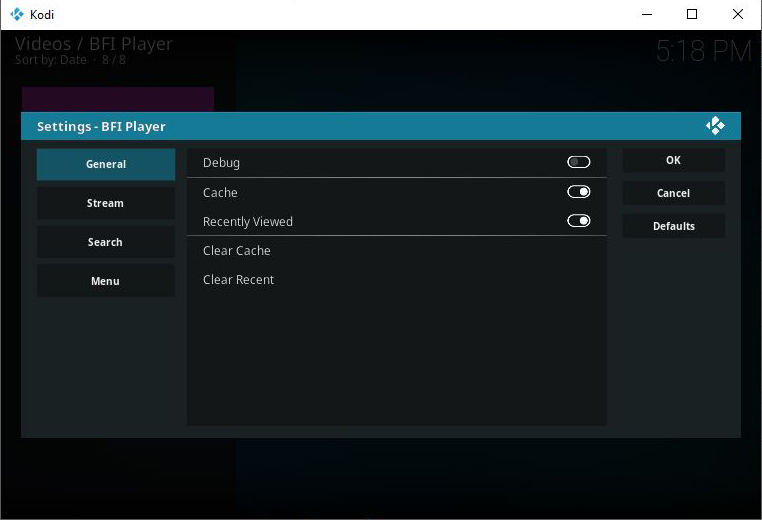 Kodi
Videos / BFI Player
Sort by: Date · 8 / 8
5:18 PM
Settings - BFI Player
General
Stream
Search
Menu
Debug
Cache
Recently Viewed
Clear Cache
Clear Recent
OK
Cancel
Defaults